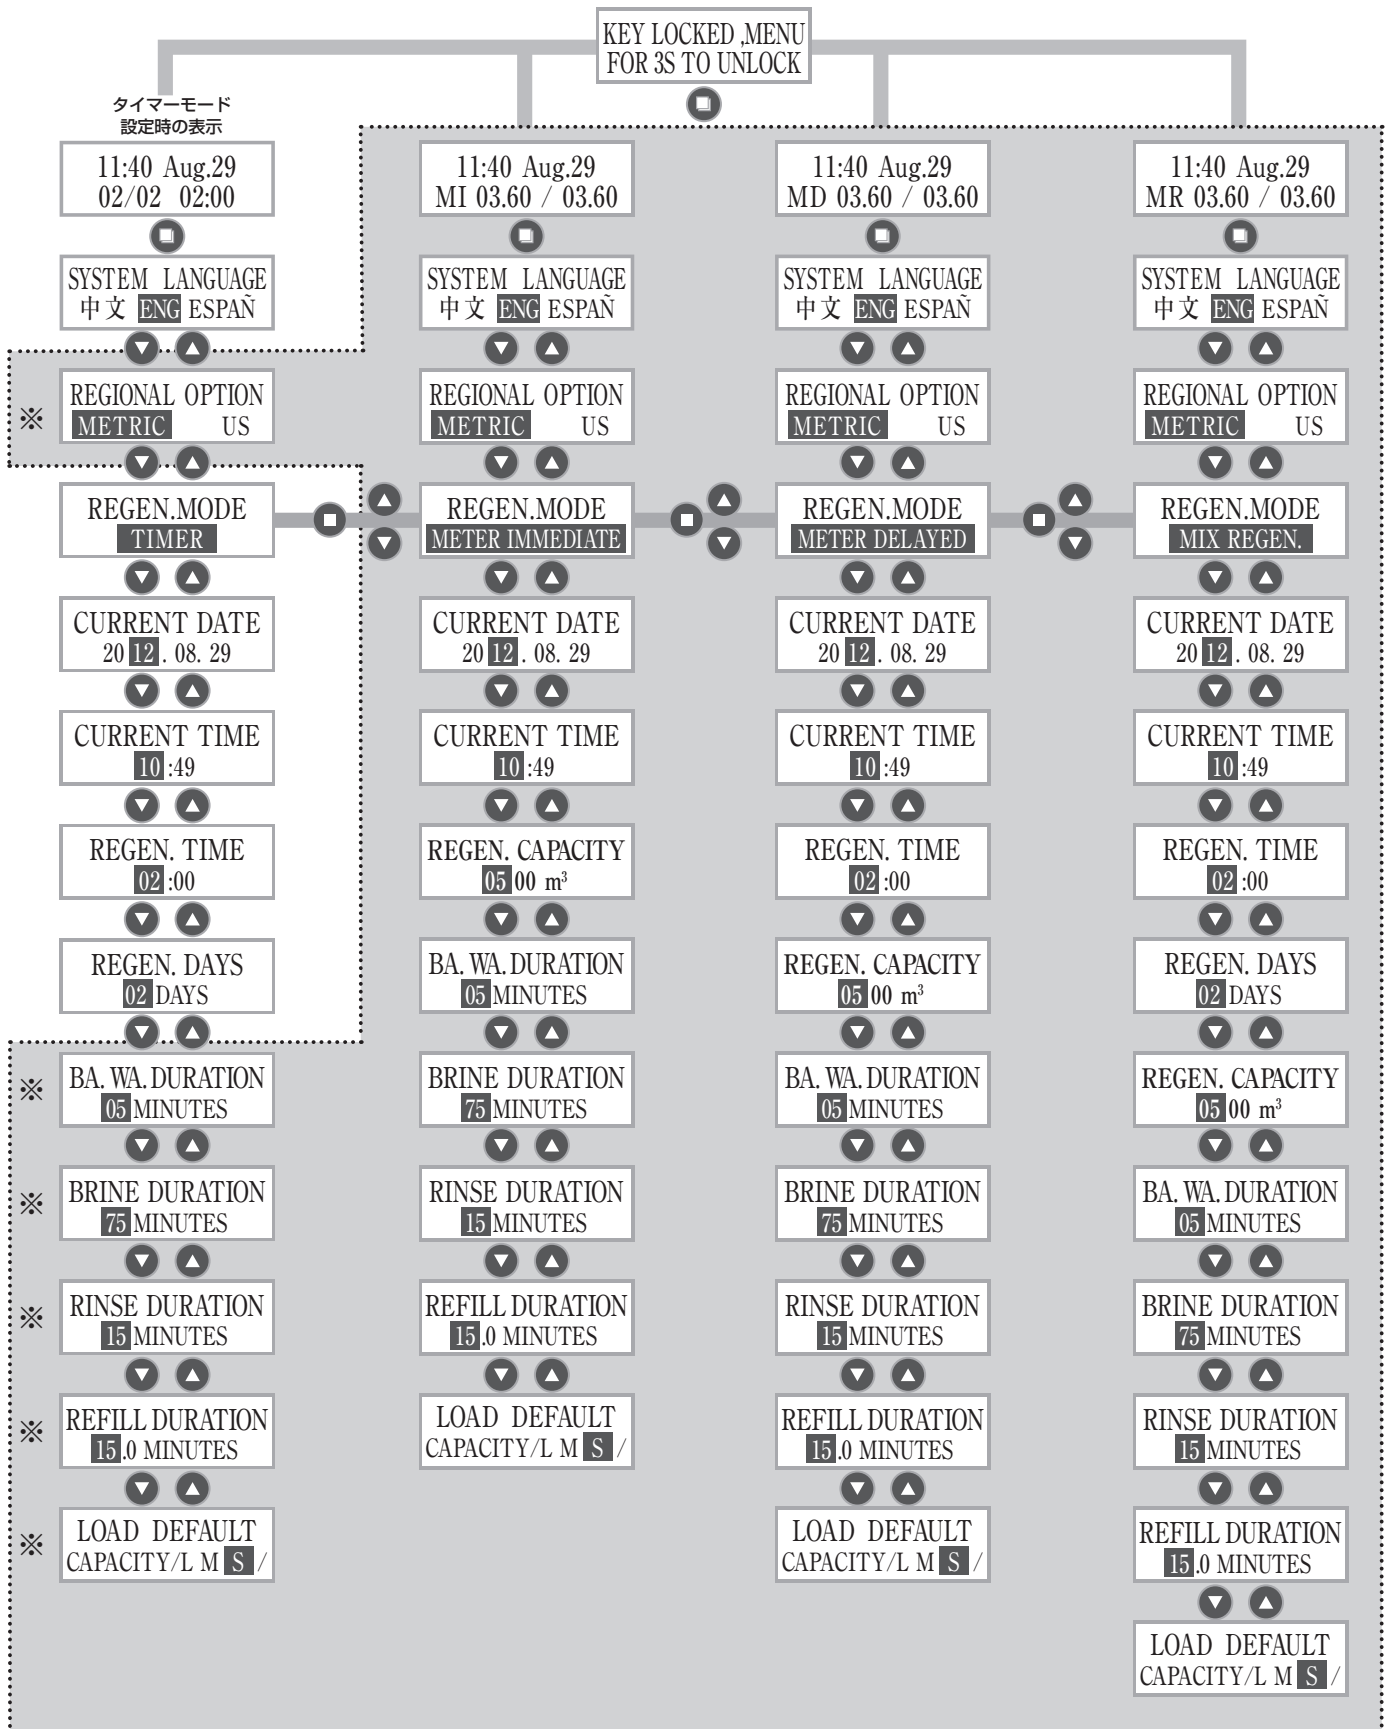 KEY LOCKED ,MENU
FOR 3S TO UNLOCK
タイマーモード
設定時の表示
11:40 Aug.29
02/02 02:00
SYSTEM LANGUAGE
中文 ENG ESPAÑ
※
REGIONAL OPTION
METRIC US
REGEN.MODE
TIMER
CURRENT DATE
20 12 . 08. 29
CURRENT TIME
10 :49
REGEN. TIME
02 :00
REGEN. DAYS
02 DAYS
※
BA. WA. DURATION
05 MINUTES
※
BRINE DURATION
75 MINUTES
※
RINSE DURATION
15 MINUTES
※
REFILL DURATION
15 .0 MINUTES
※
LOAD DEFAULT
CAPACITY/L M S /
11:40 Aug.29
MI 03.60 / 03.60
SYSTEM LANGUAGE
中文 ENG ESPAÑ
REGIONAL OPTION
METRIC US
REGEN.MODE
METER IMMEDIATE
CURRENT DATE
20 12 . 08. 29
CURRENT TIME
10 :49
REGEN. CAPACITY
05 00 m³
BA. WA. DURATION
05 MINUTES
BRINE DURATION
75 MINUTES
RINSE DURATION
15 MINUTES
REFILL DURATION
15 .0 MINUTES
LOAD DEFAULT
CAPACITY/L M S /
11:40 Aug.29
MD 03.60 / 03.60
SYSTEM LANGUAGE
中文 ENG ESPAÑ
REGIONAL OPTION
METRIC US
REGEN.MODE
METER DELAYED
CURRENT DATE
20 12 . 08. 29
CURRENT TIME
10 :49
REGEN. TIME
02 :00
REGEN. CAPACITY
05 00 m³
BA. WA. DURATION
05 MINUTES
BRINE DURATION
75 MINUTES
RINSE DURATION
15 MINUTES
REFILL DURATION
15 .0 MINUTES
LOAD DEFAULT
CAPACITY/L M S /
11:40 Aug.29
MR 03.60 / 03.60
SYSTEM LANGUAGE
中文 ENG ESPAÑ
REGIONAL OPTION
METRIC US
REGEN.MODE
MIX REGEN.
CURRENT DATE
20 12 . 08. 29
CURRENT TIME
10 :49
REGEN. TIME
02 :00
REGEN. DAYS
02 DAYS
REGEN. CAPACITY
05 00 m³
BA. WA. DURATION
05 MINUTES
BRINE DURATION
75 MINUTES
RINSE DURATION
15 MINUTES
REFILL DURATION
15 .0 MINUTES
LOAD DEFAULT
CAPACITY/L M S /